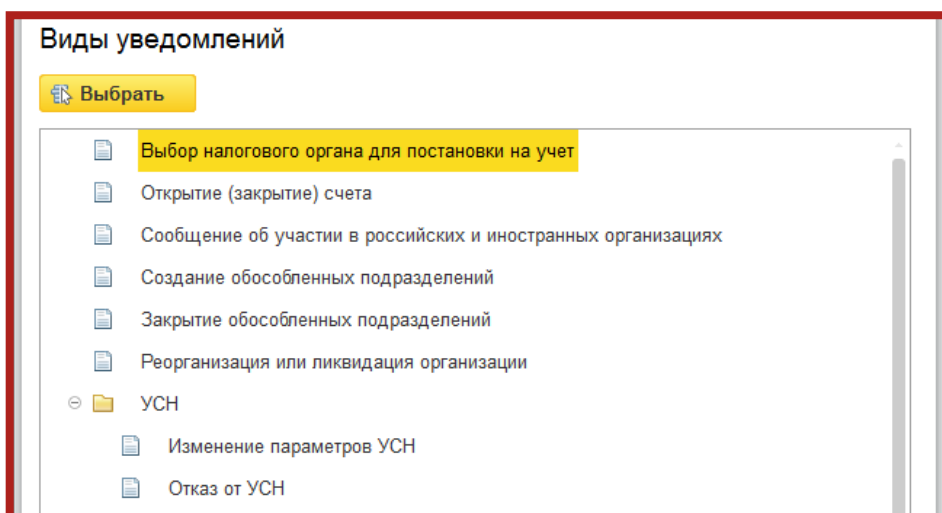 Виды уведомлений
Выбрать
Выбор налогового органа для постановки на учет
Открытие (закрытие) счета
Сообщение об участии в российских и иностранных организациях
Создание обособленных подразделений
Закрытие обособленных подразделений
Реорганизация или ликвидация организации
УСН
Изменение параметров УСН
Отказ от УСН